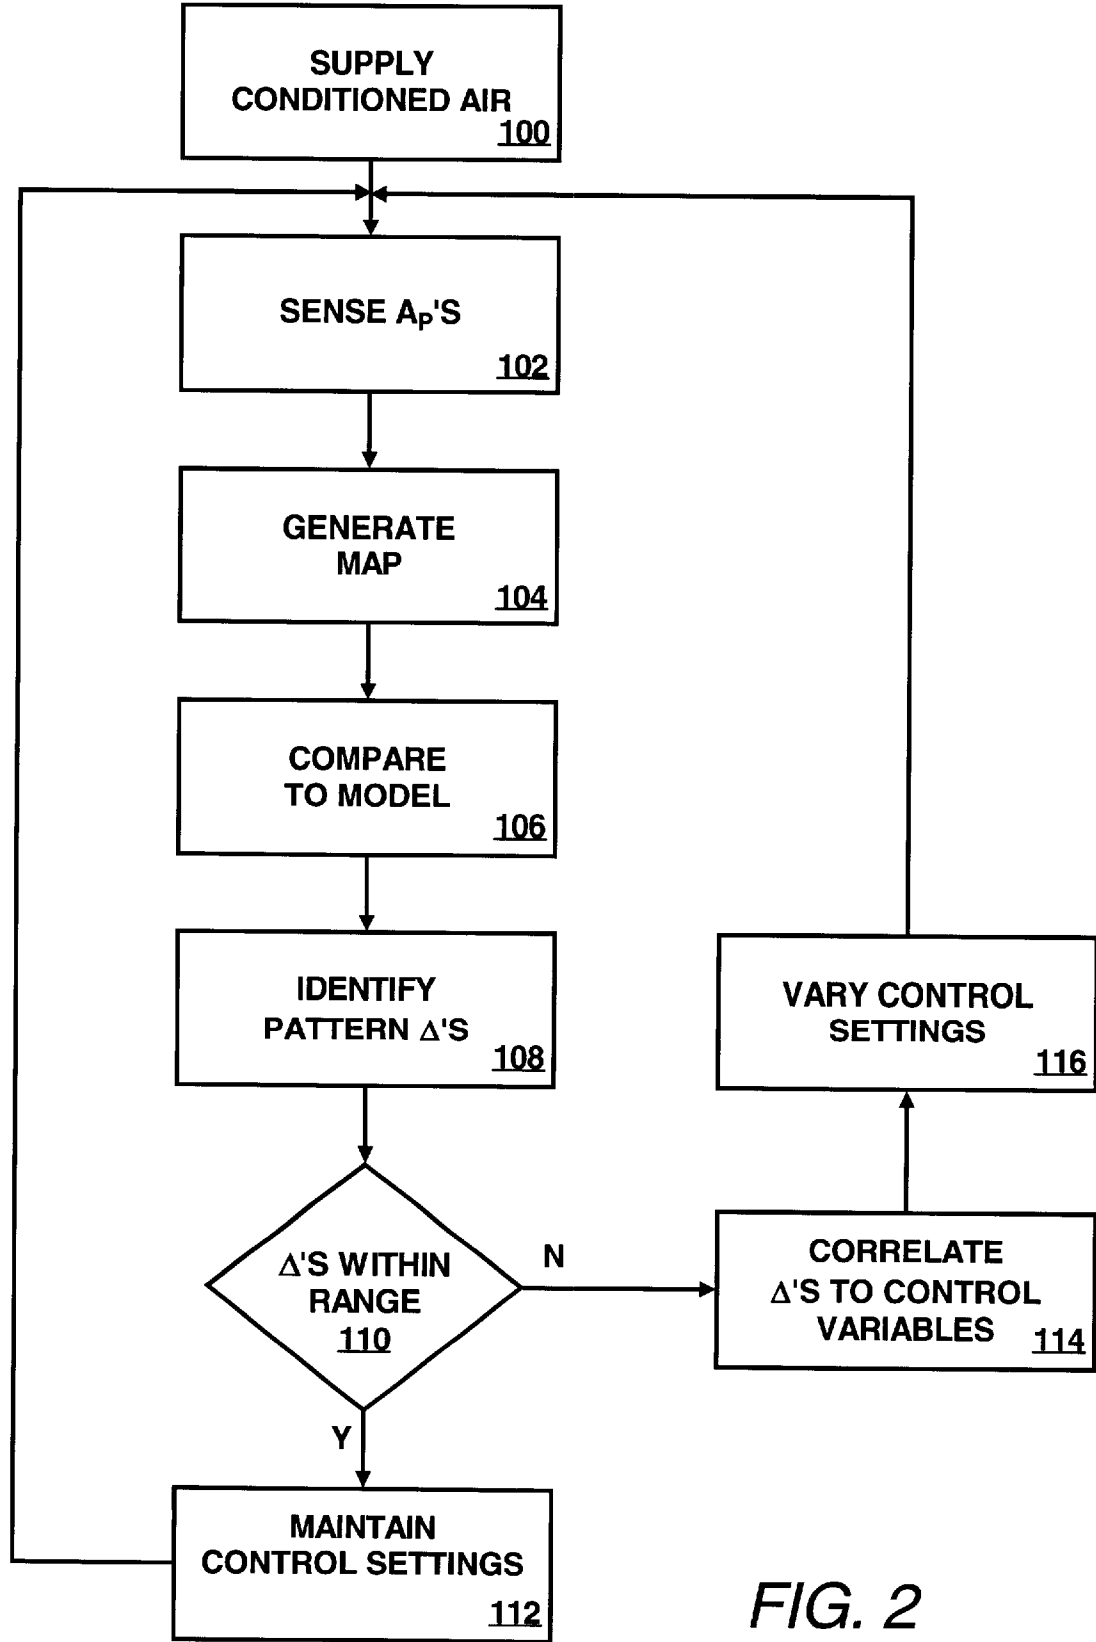 SUPPLY
CONDITIONED AIR
100
SENSE AP'S
102
GENERATE
MAP
104
COMPARE
TO MODEL
106
IDENTIFY
PATTERN Δ'S
108
Δ'S WITHIN
RANGE
110
N
Y
CORRELATE
Δ'S TO CONTROL
VARIABLES
114
VARY CONTROL
SETTINGS
116
MAINTAIN
CONTROL SETTINGS
112
FIG. 2